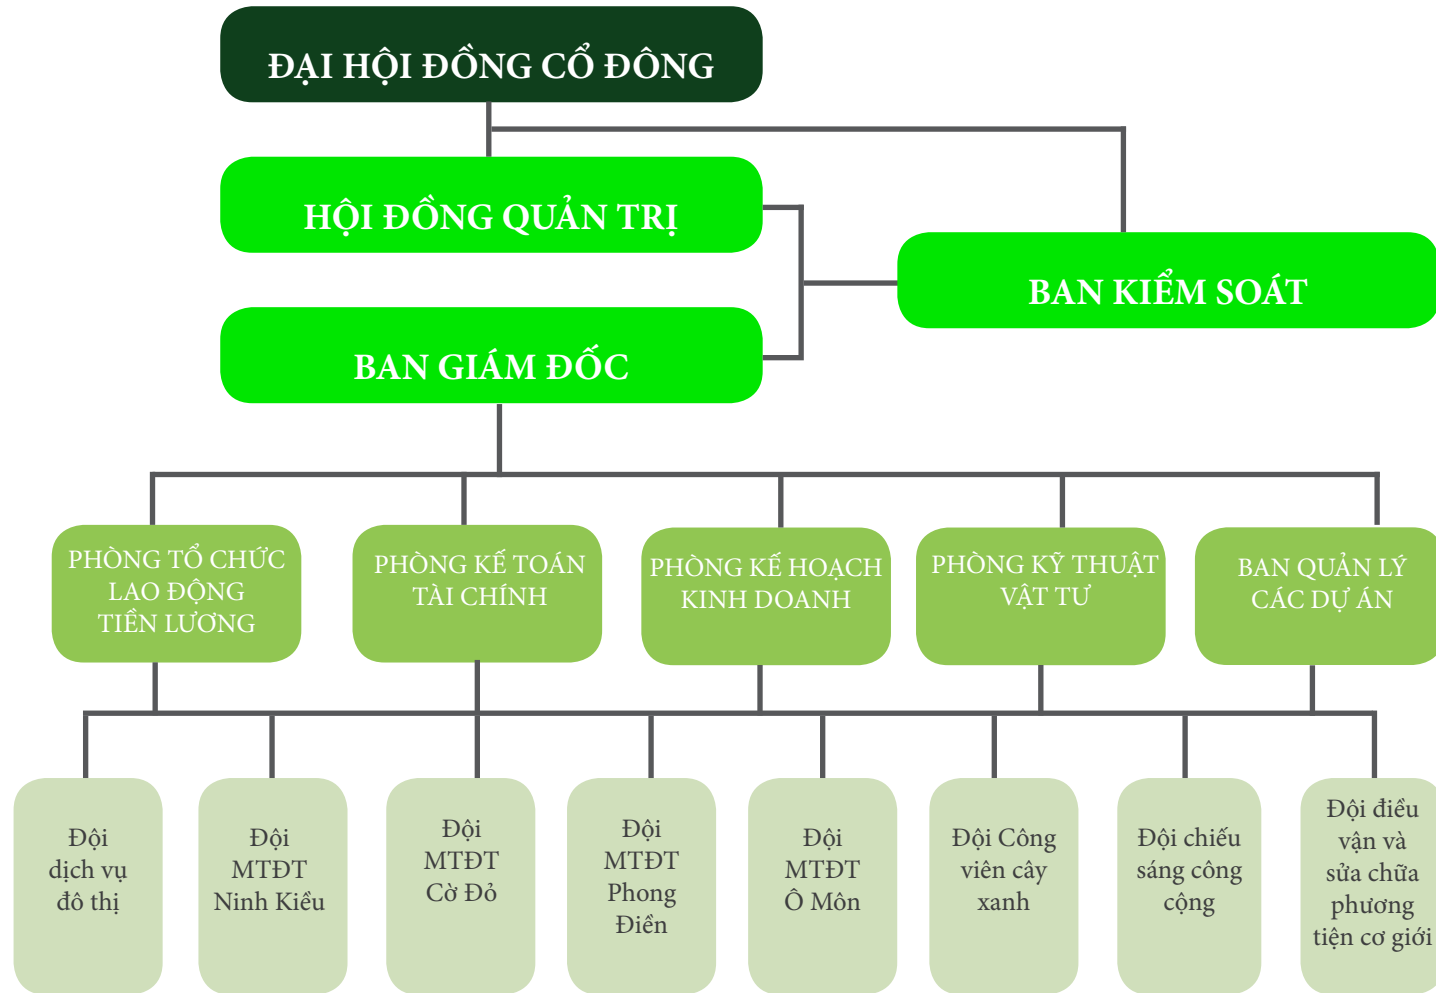 ĐẠI HỘI ĐỒNG CỔ ĐÔNG
HỘI ĐỒNG QUẢN TRỊ
BAN KIỂM SOÁT
BAN GIÁM ĐỐC
PHÒNG TỔ CHỨC
LAO ĐỘNG
TIỀN LƯƠNG
PHÒNG KẾ TOÁN
TÀI CHÍNH
PHÒNG KẾ HOẠCH
KINH DOANH
PHÒNG KỸ THUẬT
VẬT TƯ
BAN QUẢN LÝ
CÁC DỰ ÁN
Đội
dịch vụ
đô thị
Đội
MTĐT
Ninh Kiều
Đội
MTĐT
Cờ Đỏ
Đội
MTĐT
Phong
Điền
Đội
MTĐT
Ô Môn
Đội Công
viên cây
xanh
Đội chiếu
sáng công
cộng
Đội điều
vận và
sửa chữa
phương
tiện cơ giới